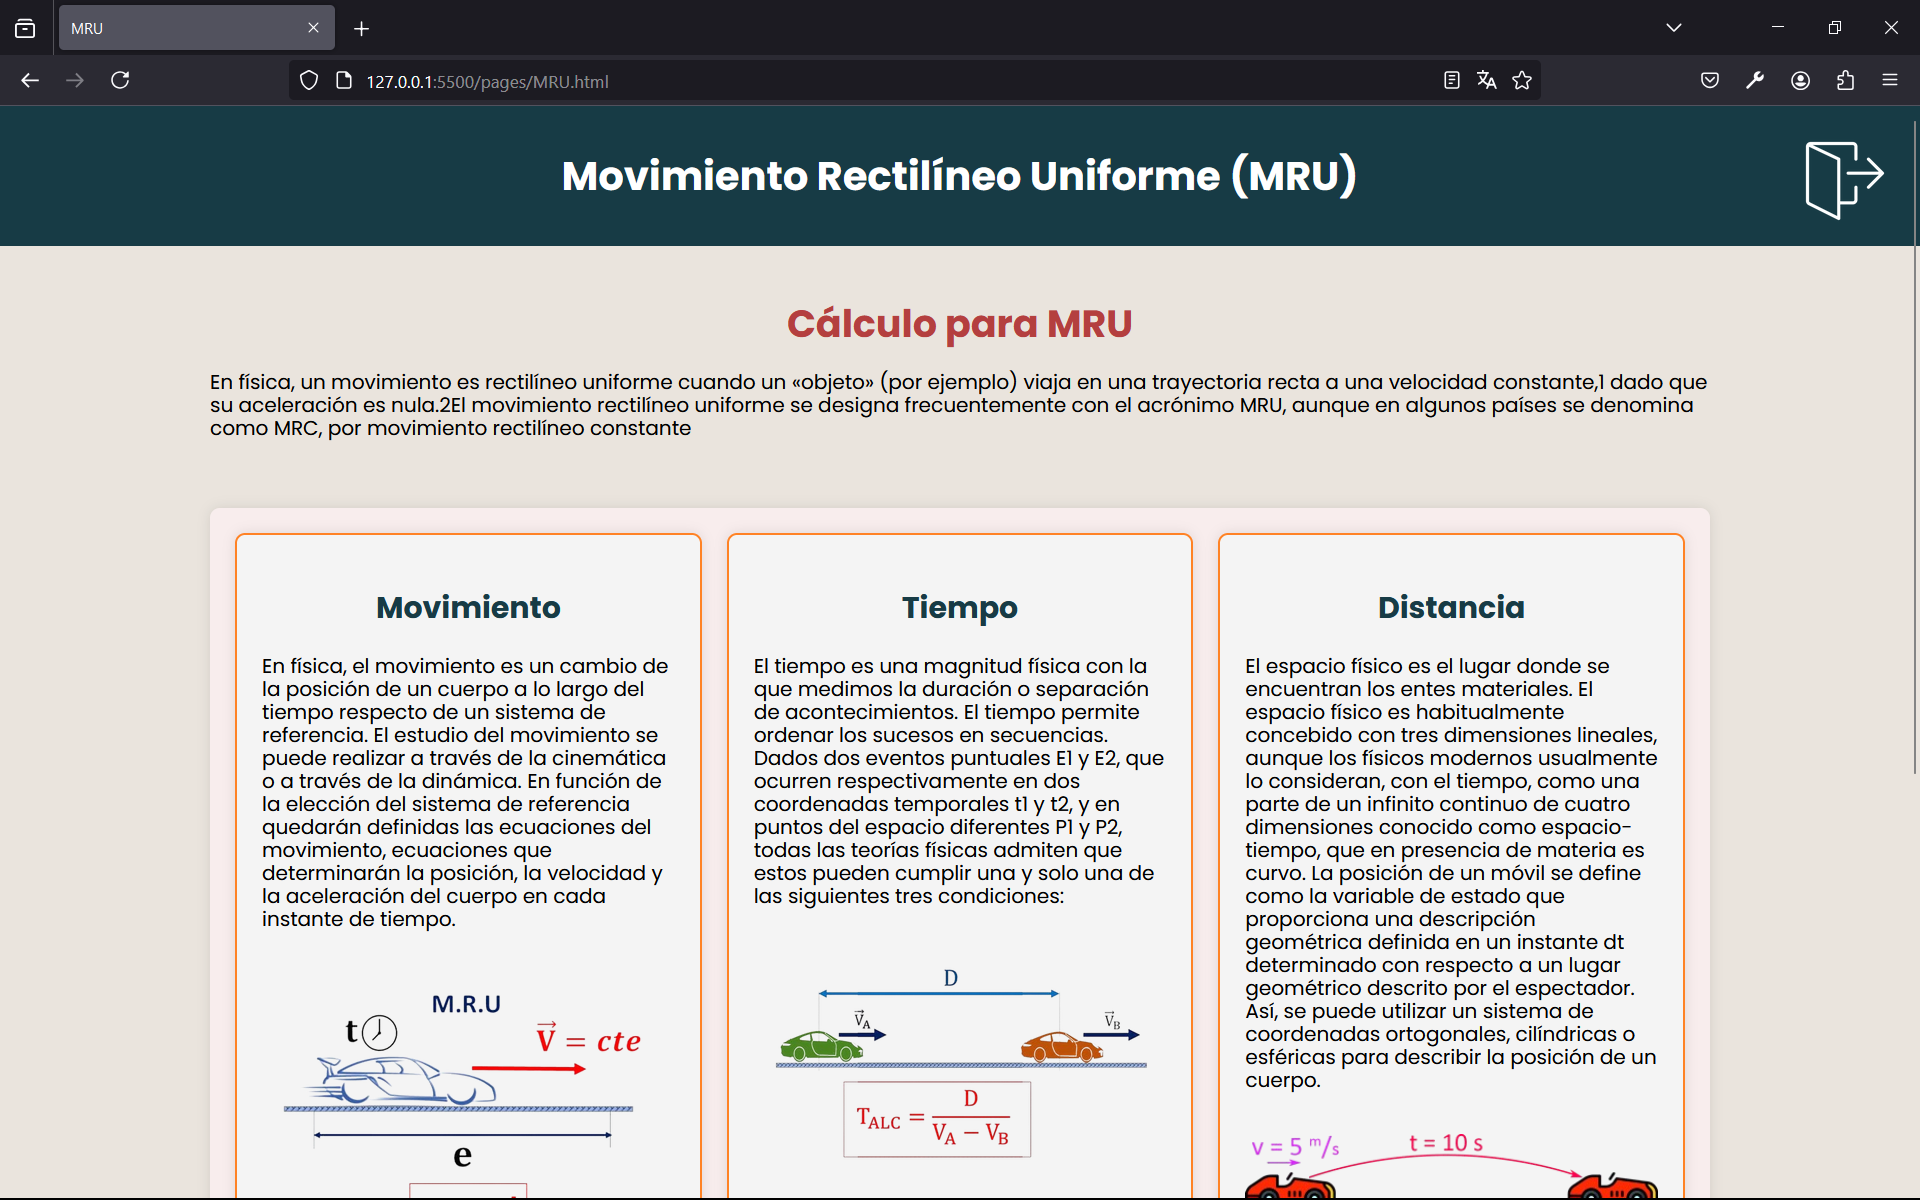 MRU
127.0.0.1:5500/pages/MRU.html
Movimiento Rectilíneo Uniforme (MRU)
Cálculo para MRU
En física, un movimiento es rectilíneo uniforme cuando un «objeto» (por ejemplo) viaja en una trayectoria recta a una velocidad constante,1 dado que
su aceleración es nula.2El movimiento rectilíneo uniforme se designa frecuentemente con el acrónimo MRU, aunque en algunos países se denomina
como MRC, por movimiento rectilíneo constante
Movimiento
En física, el movimiento es un cambio de
la posición de un cuerpo a lo largo del
tiempo respecto de un sistema de
referencia. El estudio del movimiento se
puede realizar a través de la cinemática
o a través de la dinámica. En función de
la elección del sistema de referencia
quedarán definidas las ecuaciones del
movimiento, ecuaciones que
determinarán la posición, la velocidad y
la aceleración del cuerpo en cada
instante de tiempo.
M.R.U
t
V = cte
e
Tiempo
El tiempo es una magnitud física con la
que medimos la duración o separación
de acontecimientos. El tiempo permite
ordenar los sucesos en secuencias.
Dados dos eventos puntuales E1 y E2, que
ocurren respectivamente en dos
coordenadas temporales t1 y t2, y en
puntos del espacio diferentes P1 y P2,
todas las teorías físicas admiten que
estos pueden cumplir una y solo una de
las siguientes tres condiciones:
D
VA
VB
TALC = D
VA − VB
Distancia
El espacio físico es el lugar donde se
encuentran los entes materiales. El
espacio físico es habitualmente
concebido con tres dimensiones lineales,
aunque los físicos modernos usualmente
lo consideran, con el tiempo, como una
parte de un infinito continuo de cuatro
dimensiones conocido como espacio-
tiempo, que en presencia de materia es
curvo. La posición de un móvil se define
como la variable de estado que
proporciona una descripción
geométrica definida en un instante dt
determinado con respecto a un lugar
geométrico descrito por el espectador.
Así, se puede utilizar un sistema de
coordenadas ortogonales, cilíndricas o
esféricas para describir la posición de un
cuerpo.
v = 5 m/s
t = 10 s